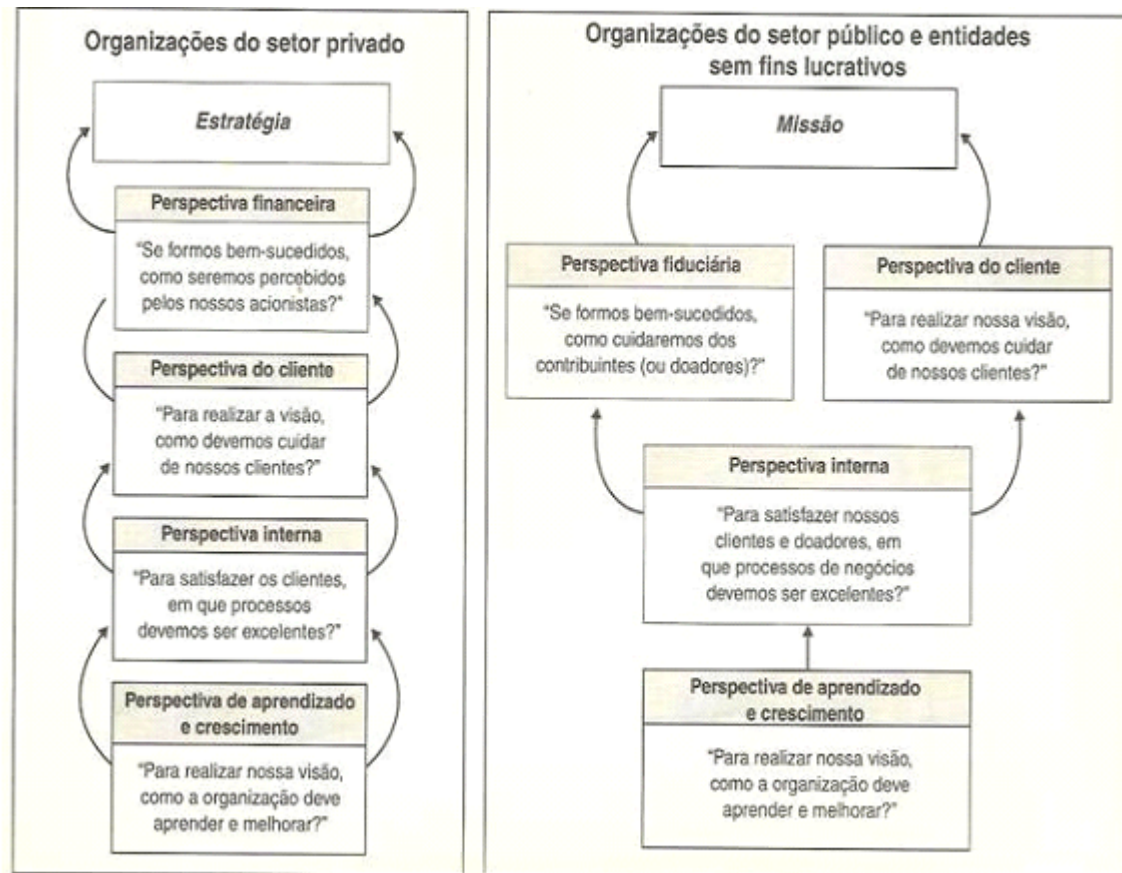 Organizações do setor privado
Estratégia
Perspectiva financeira
"Se formos bem-sucedidos,
como seremos percebidos
pelos nossos acionistas?"
Perspectiva do cliente
"Para realizar a visão,
como devemos cuidar
de nossos clientes?"
Perspectiva interna
"Para satisfazer os clientes,
em que processos
devemos ser excelentes?"
Perspectiva de aprendizado
e crescimento
"Para realizar nossa visão,
como a organização deve
aprender e melhorar?"
Organizações do setor público e entidades
sem fins lucrativos
Missão
Perspectiva fiduciária
"Se formos bem-sucedidos,
como cuidaremos dos
contribuintes (ou doadores)?"
Perspectiva do cliente
"Para realizar nossa visão,
como devemos cuidar
de nossos clientes?"
Perspectiva interna
"Para satisfazer nossos
clientes e doadores, em
que processos de negócios
devemos ser excelentes?"
Perspectiva de aprendizado
e crescimento
"Para realizar nossa visão,
como a organização deve
aprender e melhorar?"